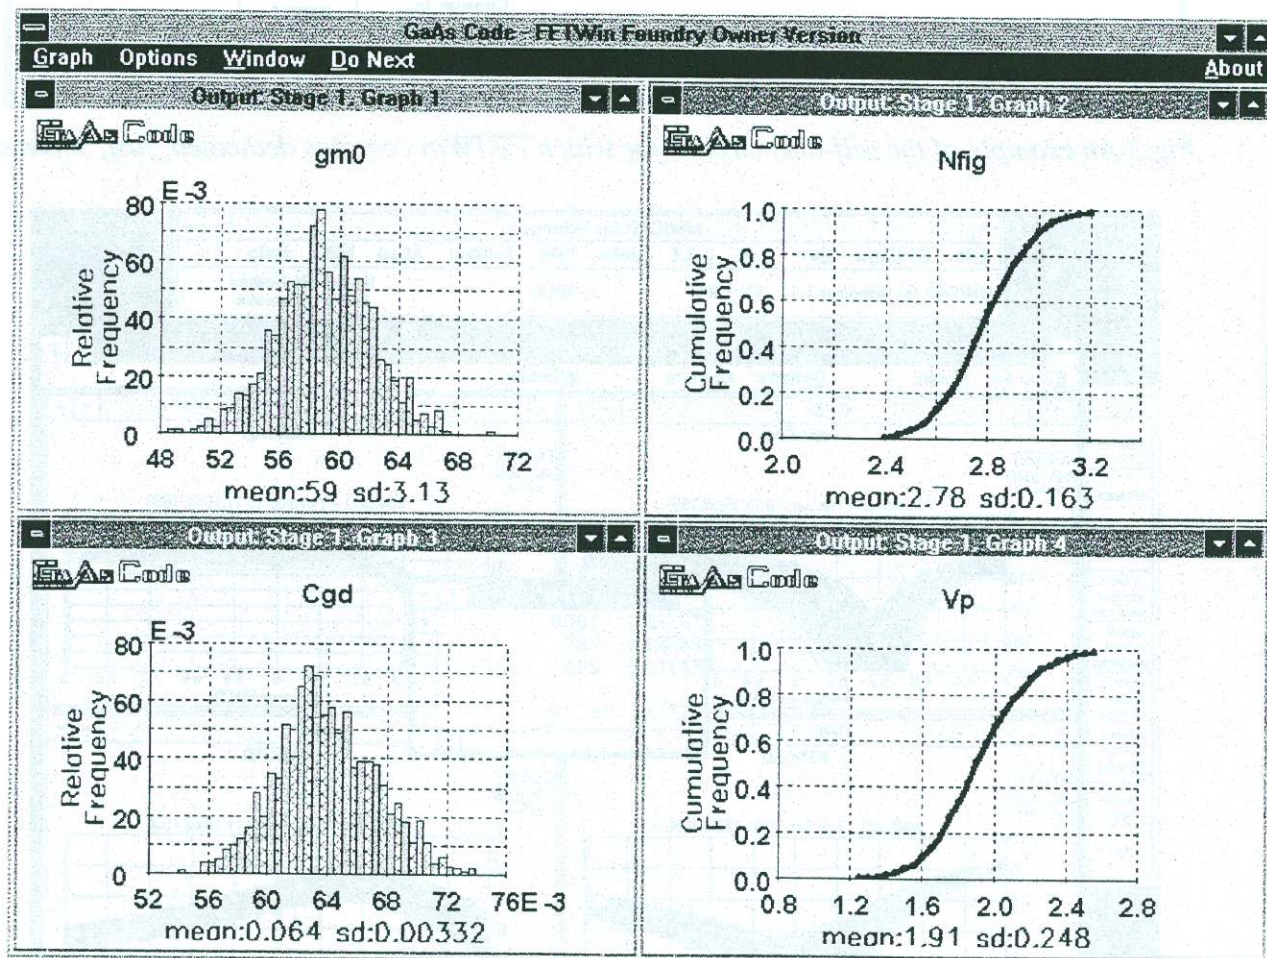 GaAs Code - FETWin Foundry Owner Version
Graph Options Window Do Next About
Output: Stage 1, Graph 1
GaAs Code
gm0
E-3
80
60
40
20
0
Relative
Frequency
48 52 56 60 64 68 72
mean:59 sd:3.13
Output: Stage 1, Graph 2
GaAs Code
Nfig
1.0
0.8
0.6
0.4
0.2
0.0
Cumulative
Frequency
2.0 2.4 2.8 3.2
mean:2.78 sd:0.163
Output: Stage 1, Graph 3
GaAs Code
Cgd
E-3
80
60
40
20
0
Relative
Frequency
52 56 60 64 68 72 76E-3
mean:0.064 sd:0.00332
Output: Stage 1, Graph 4
GaAs Code
Vp
1.0
0.8
0.6
0.4
0.2
0.0
Cumulative
Frequency
0.8 1.2 1.6 2.0 2.4 2.8
mean:1.91 sd:0.248